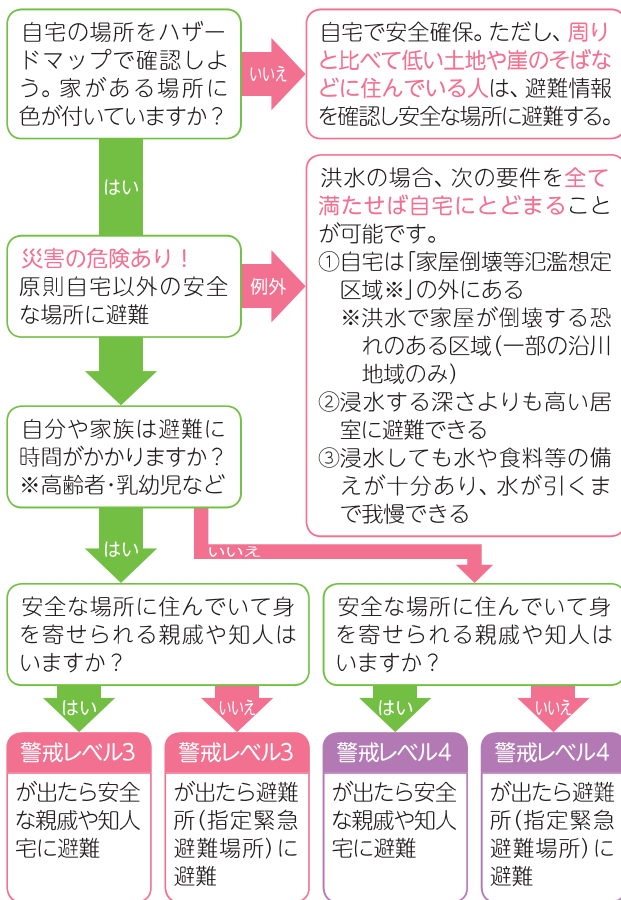 自宅の場所をハザー
ドマップで確認しよ
う。家がある場所に
色が付いていますか？
いいえ
自宅で安全確保。ただし、周り
と比べて低い土地や崖のそばな
どに住んでいる人は、避難情報
を確認し安全な場所に避難する。
はい
災害の危険あり！
原則自宅以外の安全
な場所に避難
例外
洪水の場合、次の要件を全て
満たせば自宅にとどまること
が可能です。
①自宅は「家屋倒壊等氾濫想定
区域※」の外にある
※洪水で家屋が倒壊する恐
れのある区域(一部の沿川
地域のみ)
②浸水する深さよりも高い居
室に避難できる
③浸水しても水や食料等の備
えが十分あり、水が引くま
で我慢できる
自分や家族は避難に
時間がかかりますか？
※高齢者・乳幼児など
はい
いいえ
安全な場所に住んでいて身
を寄せられる親戚や知人は
いますか？
安全な場所に住んでいて身
を寄せられる親戚や知人は
いますか？
はい
いいえ
はい
いいえ
警戒レベル3
が出たら安全
な親戚や知人
宅に避難
警戒レベル3
が出たら避難
所(指定緊急
避難場所)に
避難
警戒レベル4
が出たら安全
な親戚や知人
宅に避難
警戒レベル4
が出たら避難
所(指定緊急
避難場所)に
避難